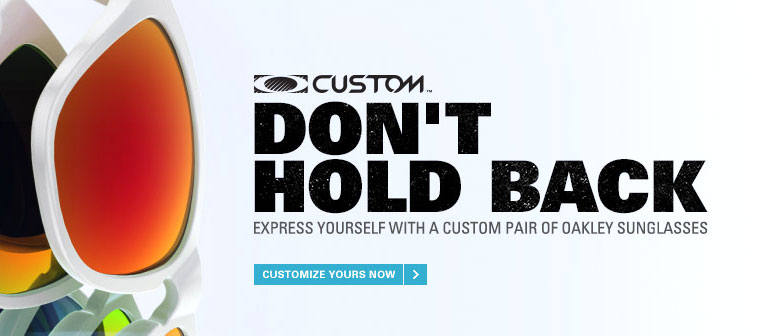 CUSTOM™
DON'T
HOLD BACK
EXPRESS YOURSELF WITH A CUSTOM PAIR OF OAKLEY SUNGLASSES
CUSTOMIZE YOURS NOW